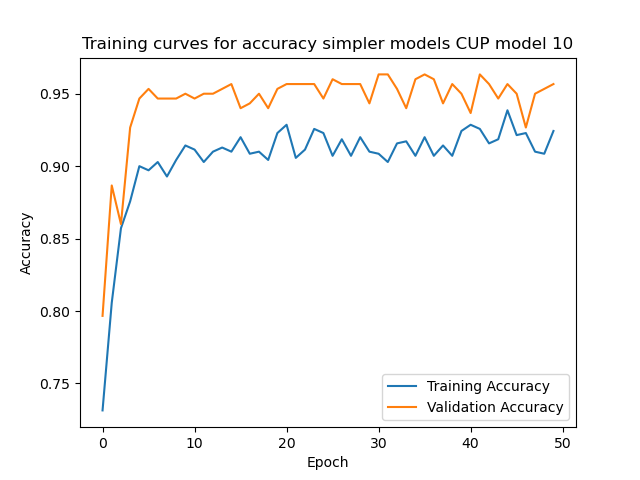 Training curves for accuracy simpler models CUP model 10
0.95
0.90
0.85
0.80
0.75
Accuracy
Training Accuracy
Validation Accuracy
0 10 20 30 40 50
Epoch